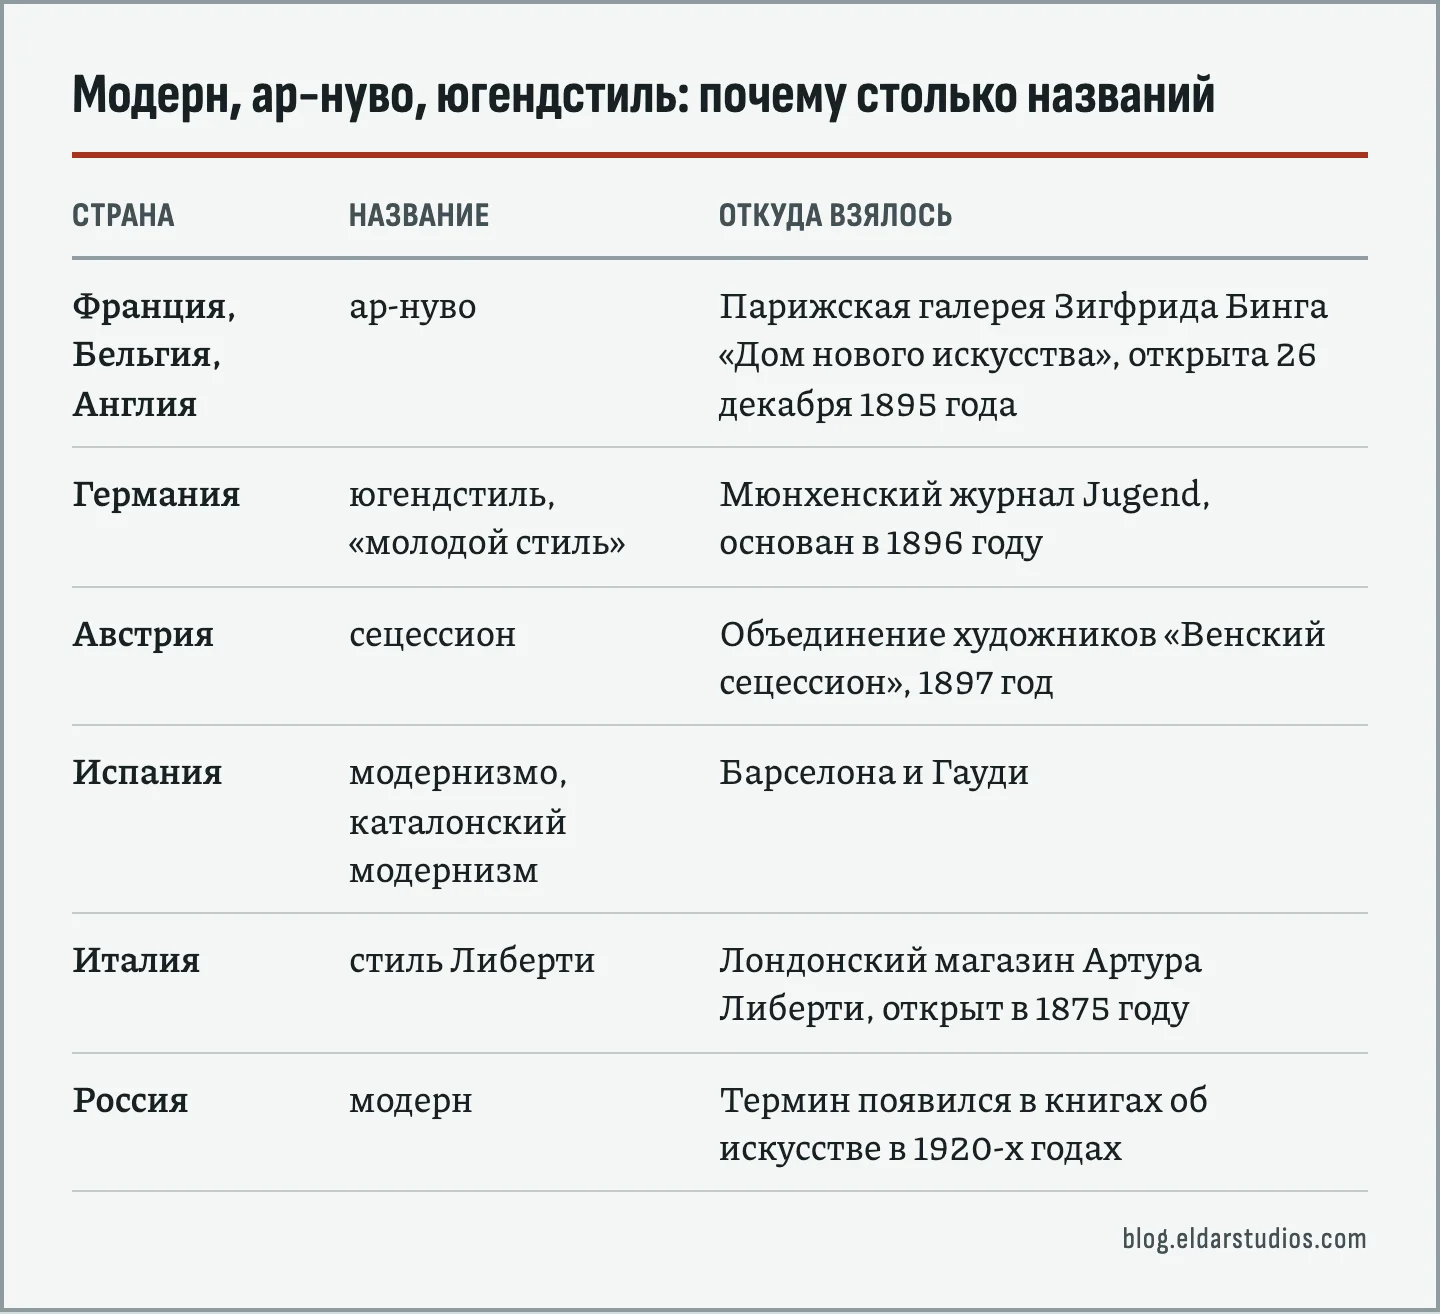 Модерн, ар-нуво, югендстиль: почему столько названий
СТРАНА НАЗВАНИЕ ОТКУДА ВЗЯЛОСЬ
Франция, ар-нуво Парижская галерея Зигфрида Бинга
Бельгия, «Дом нового искусства», открыта 26
Англия декабря 1895 года
Германия югендстиль, Мюнхенский журнал Jugend,
«молодой стиль» основан в 1896 году
Австрия сецессион Объединение художников «Венский
сецессион», 1897 год
Испания модернизмо, Барселона и Гауди
каталонский
модернизм
Италия стиль Либерти Лондонский магазин Артура
Либерти, открыт в 1875 году
Россия модерн Термин появился в книгах об
искусстве в 1920-х годах
blog.eldarstudios.com